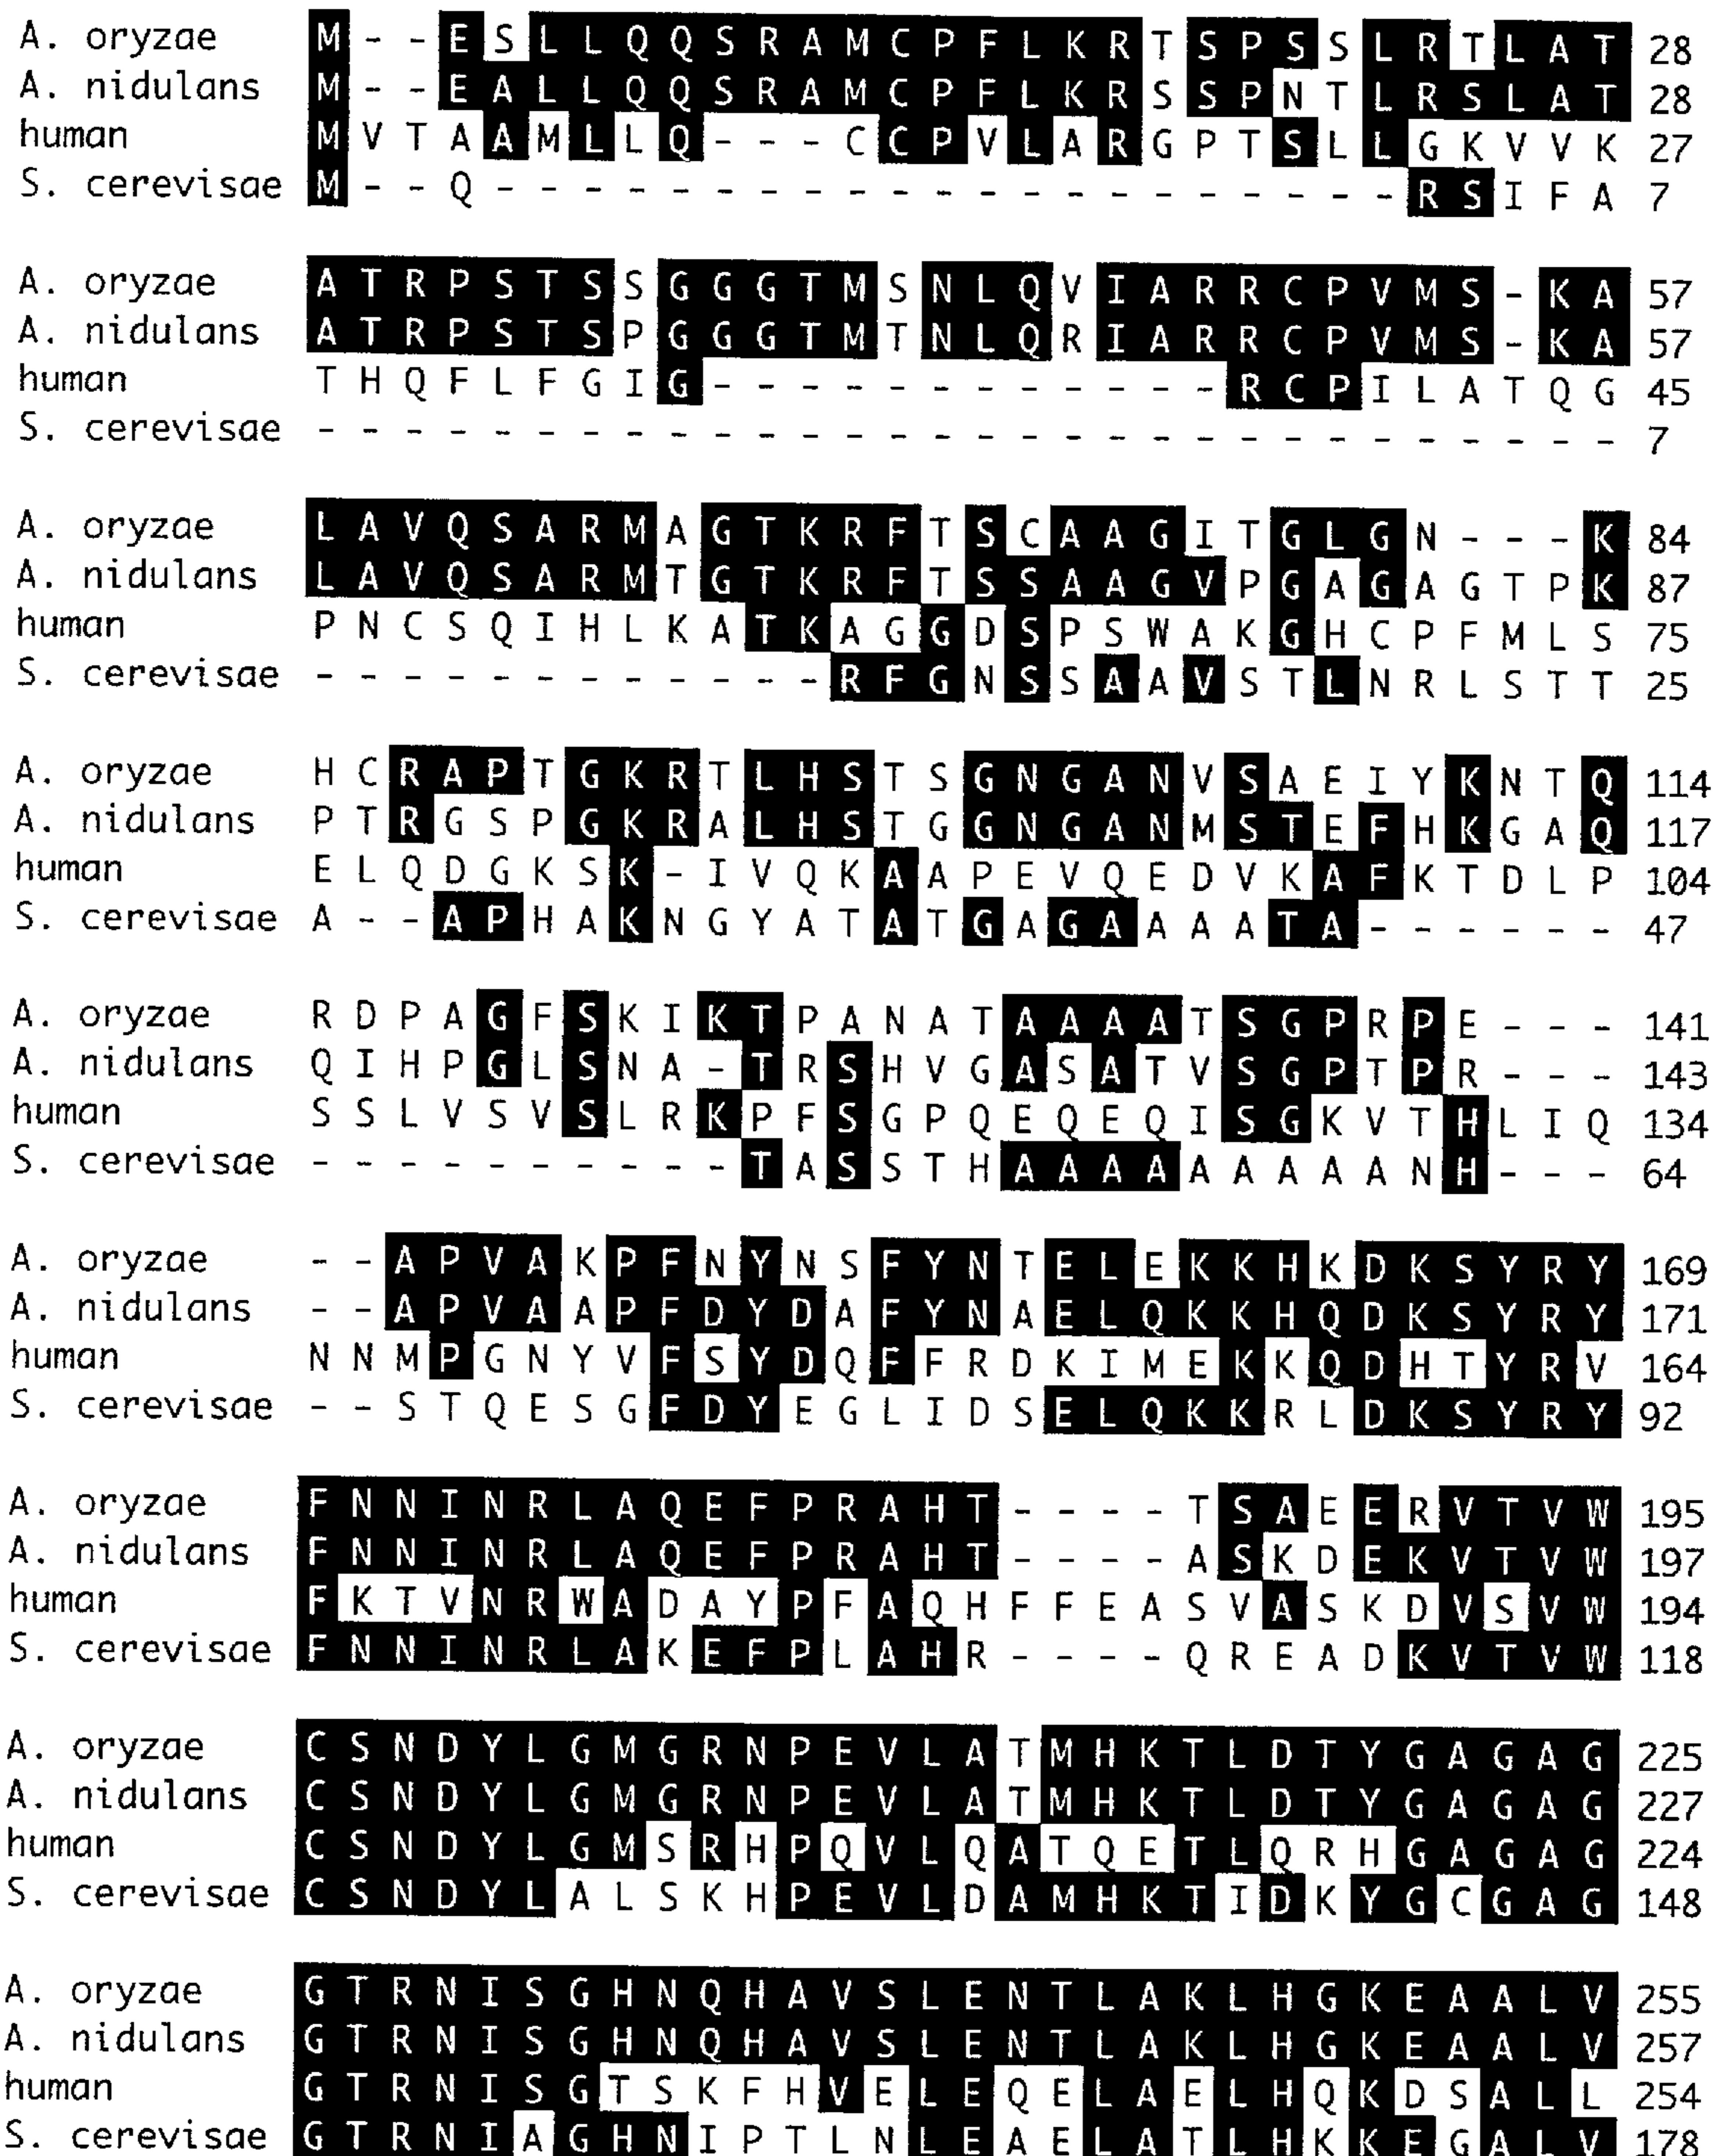 A. oryzae M - - E S L L Q Q S R A M C P F L K R T S P S S L R T L A T 28
A. nidulans M - - E A L L Q Q S R A M C P F L K R S S P N T L R S L A T 28
human M V T A A M L L Q - - - C C P V L A R G P T S L L G K V V K 27
S. cerevisae M - - Q - - - - - - - - - - - - - - - - - - - - - R S I F A 7
A. oryzae A T R P S T S S G G G T M S N L Q V I A R R C P V M S - K A 57
A. nidulans A T R P S T S P G G G T M T N L Q R I A R R C P V M S - K A 57
human T H Q F L F G I G - - - - - - - - - - - - R C P I L A T Q G 45
S. cerevisae - - - - - - - - - - - - - - - - - - - - - - - - - - - - - - 7
A. oryzae L A V Q S A R M A G T K R F T S C A A G I T G L G N - - - K 84
A. nidulans L A V Q S A R M T G T K R F T S S A A G V P G A G A G T P K 87
human P N C S Q I H L K A T K A G G D S P S W A K G H C P F M L S 75
S. cerevisae - - - - - - - - - - - - R F G N S S A A V S T L N R L S T T 25
A. oryzae H C R A P T G K R T L H S T S G N G A N V S A E I Y K N T Q 114
A. nidulans P T R G S P G K R A L H S T G G N G A N M S T E F H K G A Q 117
human E L Q D G K S K - I V Q K A A P E V Q E D V K A F K T D L P 104
S. cerevisae A - - A P H A K N G Y A T A T G A G A A A A T A - - - - - - 47
A. oryzae R D P A G F S K I K T P A N A T A A A A T S G P R P E - - - 141
A. nidulans Q I H P G L S N A - T R S H V G A S A T V S G P T P R - - - 143
human S S L V S V S L R K P F S G P Q E Q E Q I S G K V T H L I Q 134
S. cerevisae - - - - - - - - - - T A S S T H A A A A A A A A A N H - - - 64
A. oryzae - - A P V A K P F N Y N S F Y N T E L E K K H K D K S Y R Y 169
A. nidulans - - A P V A A P F D Y D A F Y N A E L Q K K H Q D K S Y R Y 171
human N N M P G N Y V F S Y D Q F F R D K I M E K K Q D H T Y R V 164
S. cerevisae - - S T Q E S G F D Y E G L I D S E L Q K K R L D K S Y R Y 92
A. oryzae F N N I N R L A Q E F P R A H T - - - - T S A E E R V T V W 195
A. nidulans F N N I N R L A Q E F P R A H T - - - - A S K D E K V T V W 197
human F K T V N R W A D A Y P F A Q H F F E A S V A S K D V S V W 194
S. cerevisae F N N I N R L A K E F P L A H R - - - - Q R E A D K V T V W 118
A. oryzae C S N D Y L G M G R N P E V L A T M H K T L D T Y G A G A G 225
A. nidulans C S N D Y L G M G R N P E V L A T M H K T L D T Y G A G A G 227
human C S N D Y L G M S R H P Q V L Q A T Q E T L Q R H G A G A G 224
S. cerevisae C S N D Y L A L S K H P E V L D A M H K T I D K Y G C G A G 148
A. oryzae G T R N I S G H N Q H A V S L E N T L A K L H G K E A A L V 255
A. nidulans G T R N I S G H N Q H A V S L E N T L A K L H G K E A A L V 257
human G T R N I S G T S K F H V E L E Q E L A E L H Q K D S A L L 254
S. cerevisae G T R N I A G H N I P T L N L E A E L A T L H K K E G A L V 178